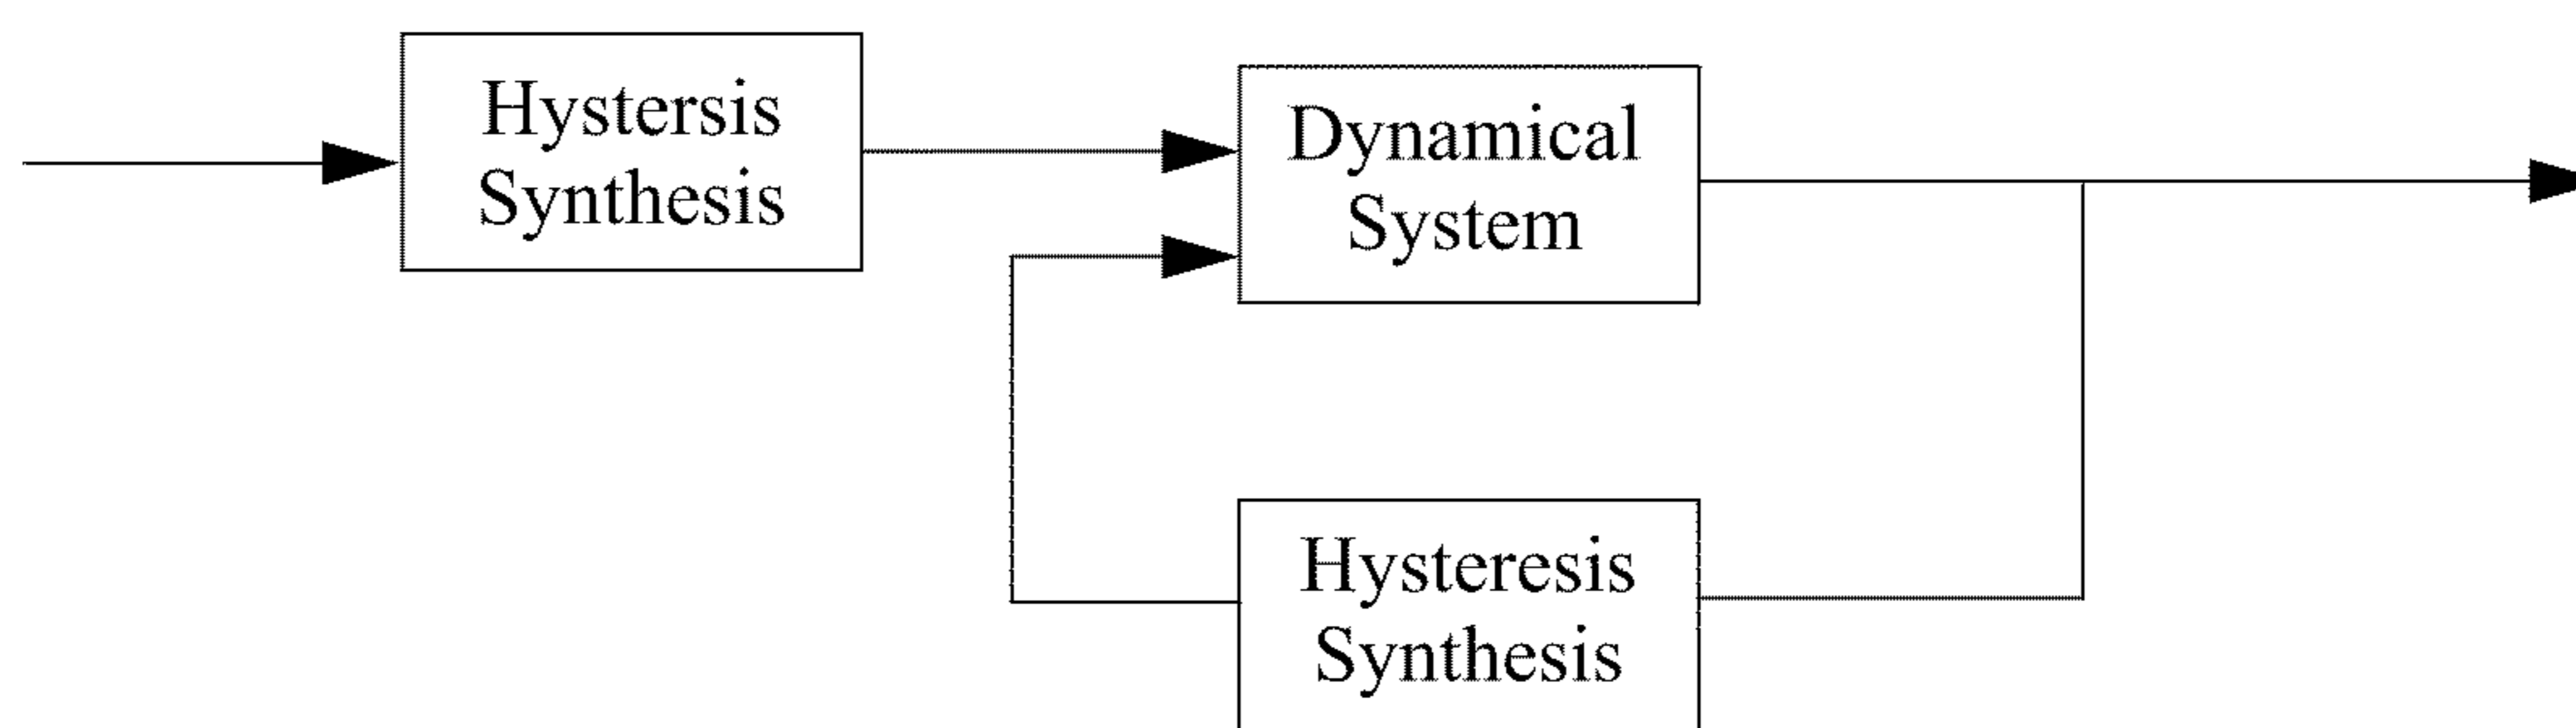 Hystersis
Synthesis
Dynamical
System
Hysteresis
Synthesis